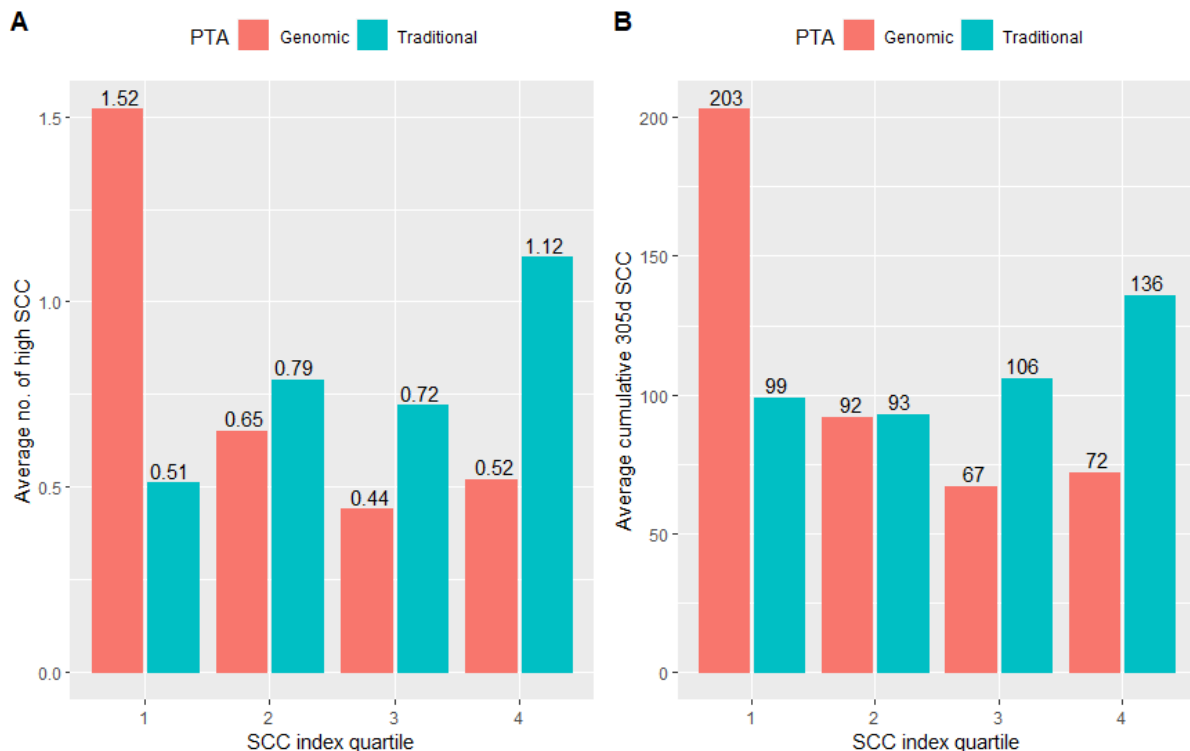 A
PTA Genomic Traditional
Average no. of high SCC
1.5
1.0
0.5
0.0
1.52
0.51
0.65
0.79
0.44
0.72
0.52
1.12
1 2 3 4
SCC index quartile
B
PTA Genomic Traditional
Average cumulative 305d SCC
200
150
100
50
0
203
99
92
93
67
106
72
136
1 2 3 4
SCC index quartile